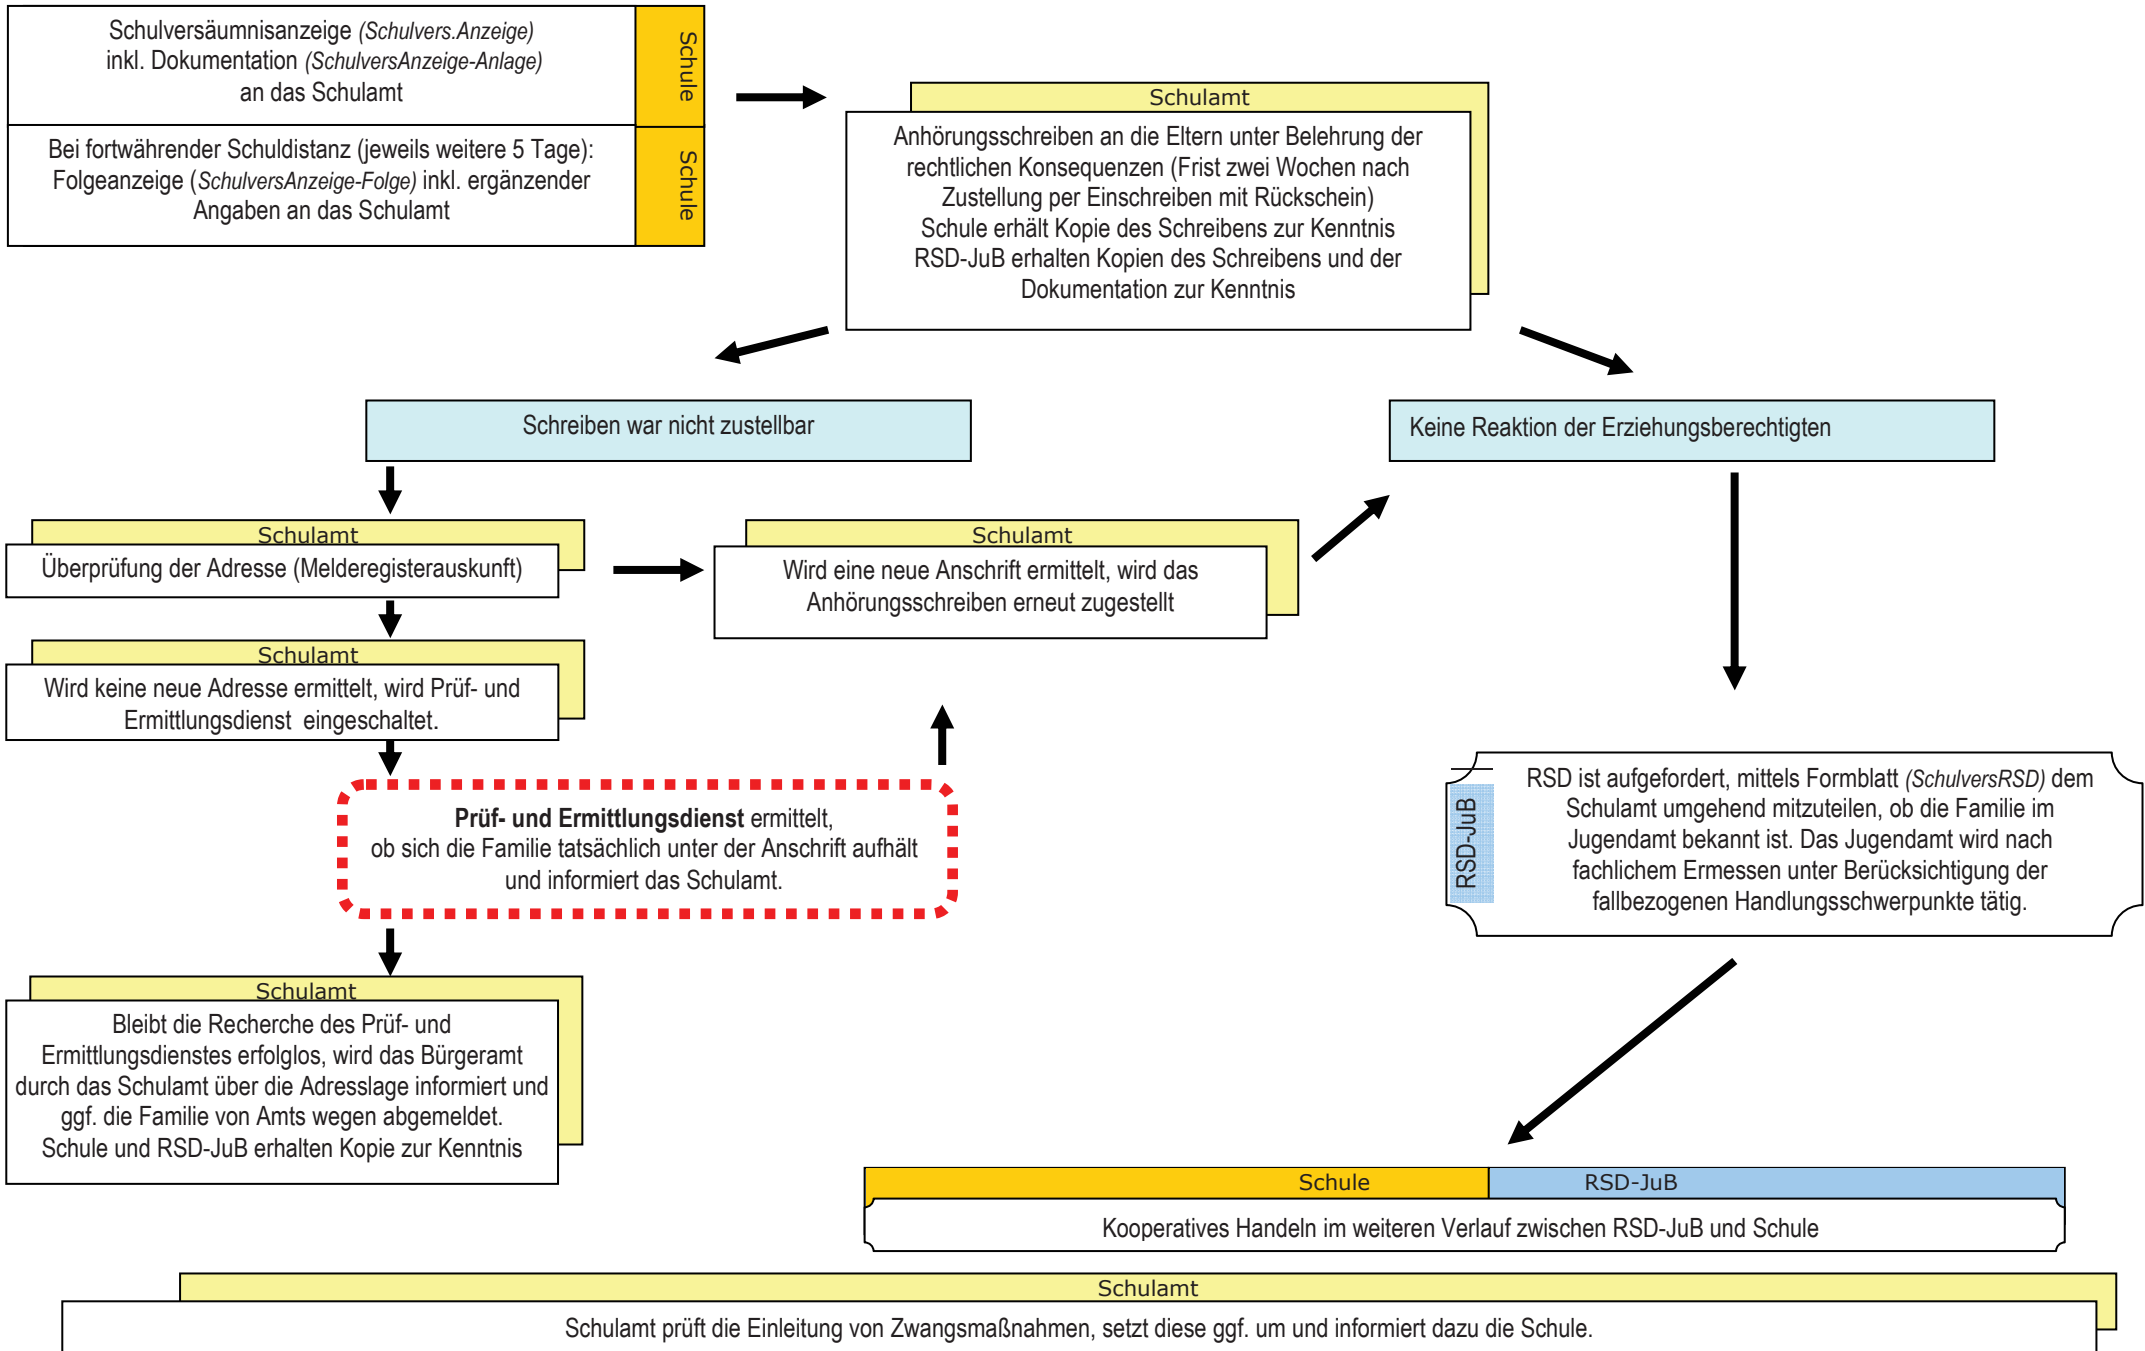 Schulversäumnisanzeige (Schulvers.Anzeige)
inkl. Dokumentation (SchulversAnzeige-Anlage)
an das Schulamt
Schule
Bei fortwährender Schuldistanz (jeweils weitere 5 Tage):
Folgeanzeige (SchulversAnzeige-Folge) inkl. ergänzender
Angaben an das Schulamt
Schule
Schulamt
Anhörungsschreiben an die Eltern unter Belehrung der
rechtlichen Konsequenzen (Frist zwei Wochen nach
Zustellung per Einschreiben mit Rückschein)
Schule erhält Kopie des Schreibens zur Kenntnis
RSD-JuB erhalten Kopien des Schreibens und der
Dokumentation zur Kenntnis
Schreiben war nicht zustellbar
Keine Reaktion der Erziehungsberechtigten
Schulamt
Überprüfung der Adresse (Melderegisterauskunft)
Schulamt
Wird eine neue Anschrift ermittelt, wird das
Anhörungsschreiben erneut zugestellt
Schulamt
Wird keine neue Adresse ermittelt, wird Prüf- und
Ermittlungsdienst eingeschaltet.
Prüf- und Ermittlungsdienst ermittelt,
ob sich die Familie tatsächlich unter der Anschrift aufhält
und informiert das Schulamt.
RSD-JuB
RSD ist aufgefordert, mittels Formblatt (SchulversRSD) dem
Schulamt umgehend mitzuteilen, ob die Familie im
Jugendamt bekannt ist. Das Jugendamt wird nach
fachlichem Ermessen unter Berücksichtigung der
fallbezogenen Handlungsschwerpunkte tätig.
Schulamt
Bleibt die Recherche des Prüf- und
Ermittlungsdienstes erfolglos, wird das Bürgeramt
durch das Schulamt über die Adresslage informiert und
ggf. die Familie von Amts wegen abgemeldet.
Schule und RSD-JuB erhalten Kopie zur Kenntnis
Schule
RSD-JuB
Kooperatives Handeln im weiteren Verlauf zwischen RSD-JuB und Schule
Schulamt
Schulamt prüft die Einleitung von Zwangsmaßnahmen, setzt diese ggf. um und informiert dazu die Schule.